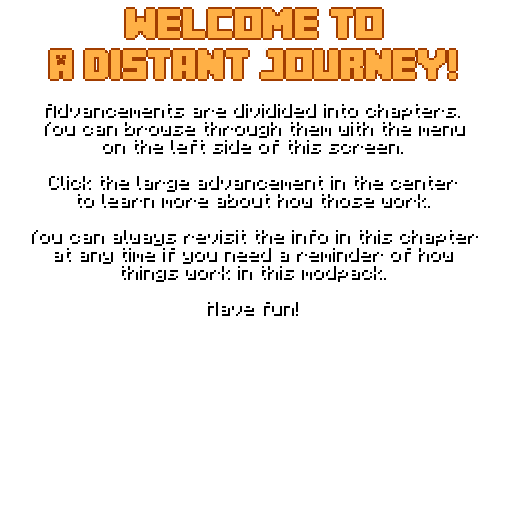 WELCOME TO
A DISTANT JOURNEY!
Advancements are dividided into chapters.
You can browse through them with the menu
on the left side of this screen.
Click the large advancement in the center
to learn more about how those work.
You can always revisit the info in this chapter
at any time if you need a reminder of how
things work in this modpack.
Have fun!